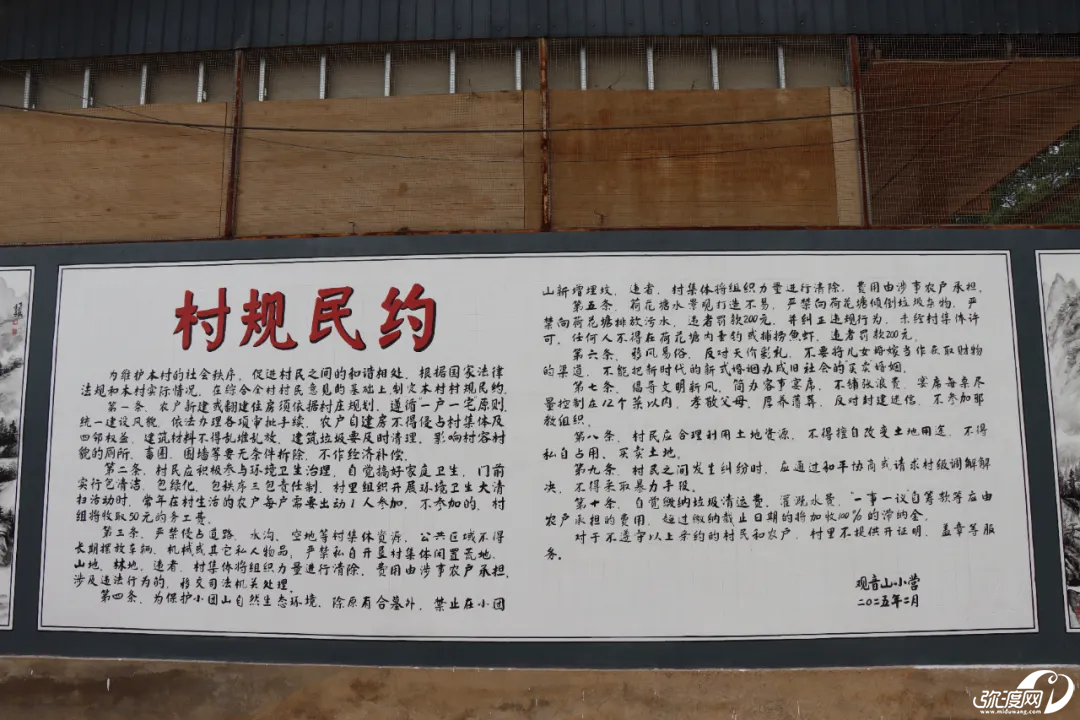 村规民约
为维护本村的社会秩序，促进村民之间的和谐相处，根据国家法律
法规和本村实际情况，在综合全村村民意见的基础上制定本村村规民约。
第一条、农户新建或翻建住房须依据村庄规划，遵循一户一宅原则，
统一建设风貌，依法办理各项审批手续，农户自建房不得侵占村集体及
四邻权益，建筑材料不得乱堆乱放，建筑垃圾要及时清理，影响村容村
貌的厕所、畜圈、围墙等要无条件拆除，不作经济补偿。
第二条、村民应积极参与环境卫生治理，自觉搞好家庭卫生，门前
实行包清洁、包绿化、包秩序三包责任制，村里组织开展环境卫生大清
扫活动时，常年在村生活的农户每户需要出动1人参加，不参加的，村
组将收取50元的务工费。
第三条、严禁侵占道路、水沟、空地等村集体资源，公共区域不得
长期摆放车辆、机械或其它私人物品，严禁私自开垦村集体闲置荒地、
山地、林地，违者，村集体将组织力量进行清除，费用由涉事农户承担，
涉及违法行为的，移交司法机关处理。
第四条、为保护小团山自然生态环境，除原有合墓外，禁止在小团
山新增埋坟，违者，村集体将组织力量进行清除，费用由涉事农户承担。
第五条、荷花塘水景观打造不易，严禁向荷花塘倾倒垃圾杂物，严
禁向荷花塘排放污水，违者罚款200元，并纠正违规行为，未经村集体许
可，任何人不得在荷花塘内垂钓或捕捞鱼虾，违者罚款200元。
第六条、移风易俗，反对天价彩礼，不要将儿女婚嫁当作获取财物
的渠道，不能把新时代的新式婚姻办成旧社会的买卖婚姻。
第七条、倡导文明新风，简办客事宴席，不铺张浪费，宴席每桌尽
量控制在12个菜以内，孝敬父母，厚养薄葬，反对封建迷信，不参加邪
教组织。
第八条、村民应合理利用土地资源，不得擅自改变土地用途，不得
私自占用、买卖土地。
第九条、村民之间发生纠纷时，应通过和平协商或请求村级调解解
决，不得采取暴力手段。
第十条、自觉缴纳垃圾清运费，灌溉水费，"一事一议自筹款等应由
农户承担的费用，超过缴纳截止日期的将加收100%的滞纳金。
对于不遵守以上条约的村民和农户，村里不提供开证明、盖章等服
务。
观音山小营
二〇二五年二月
弥渡网
www.miduwang.com